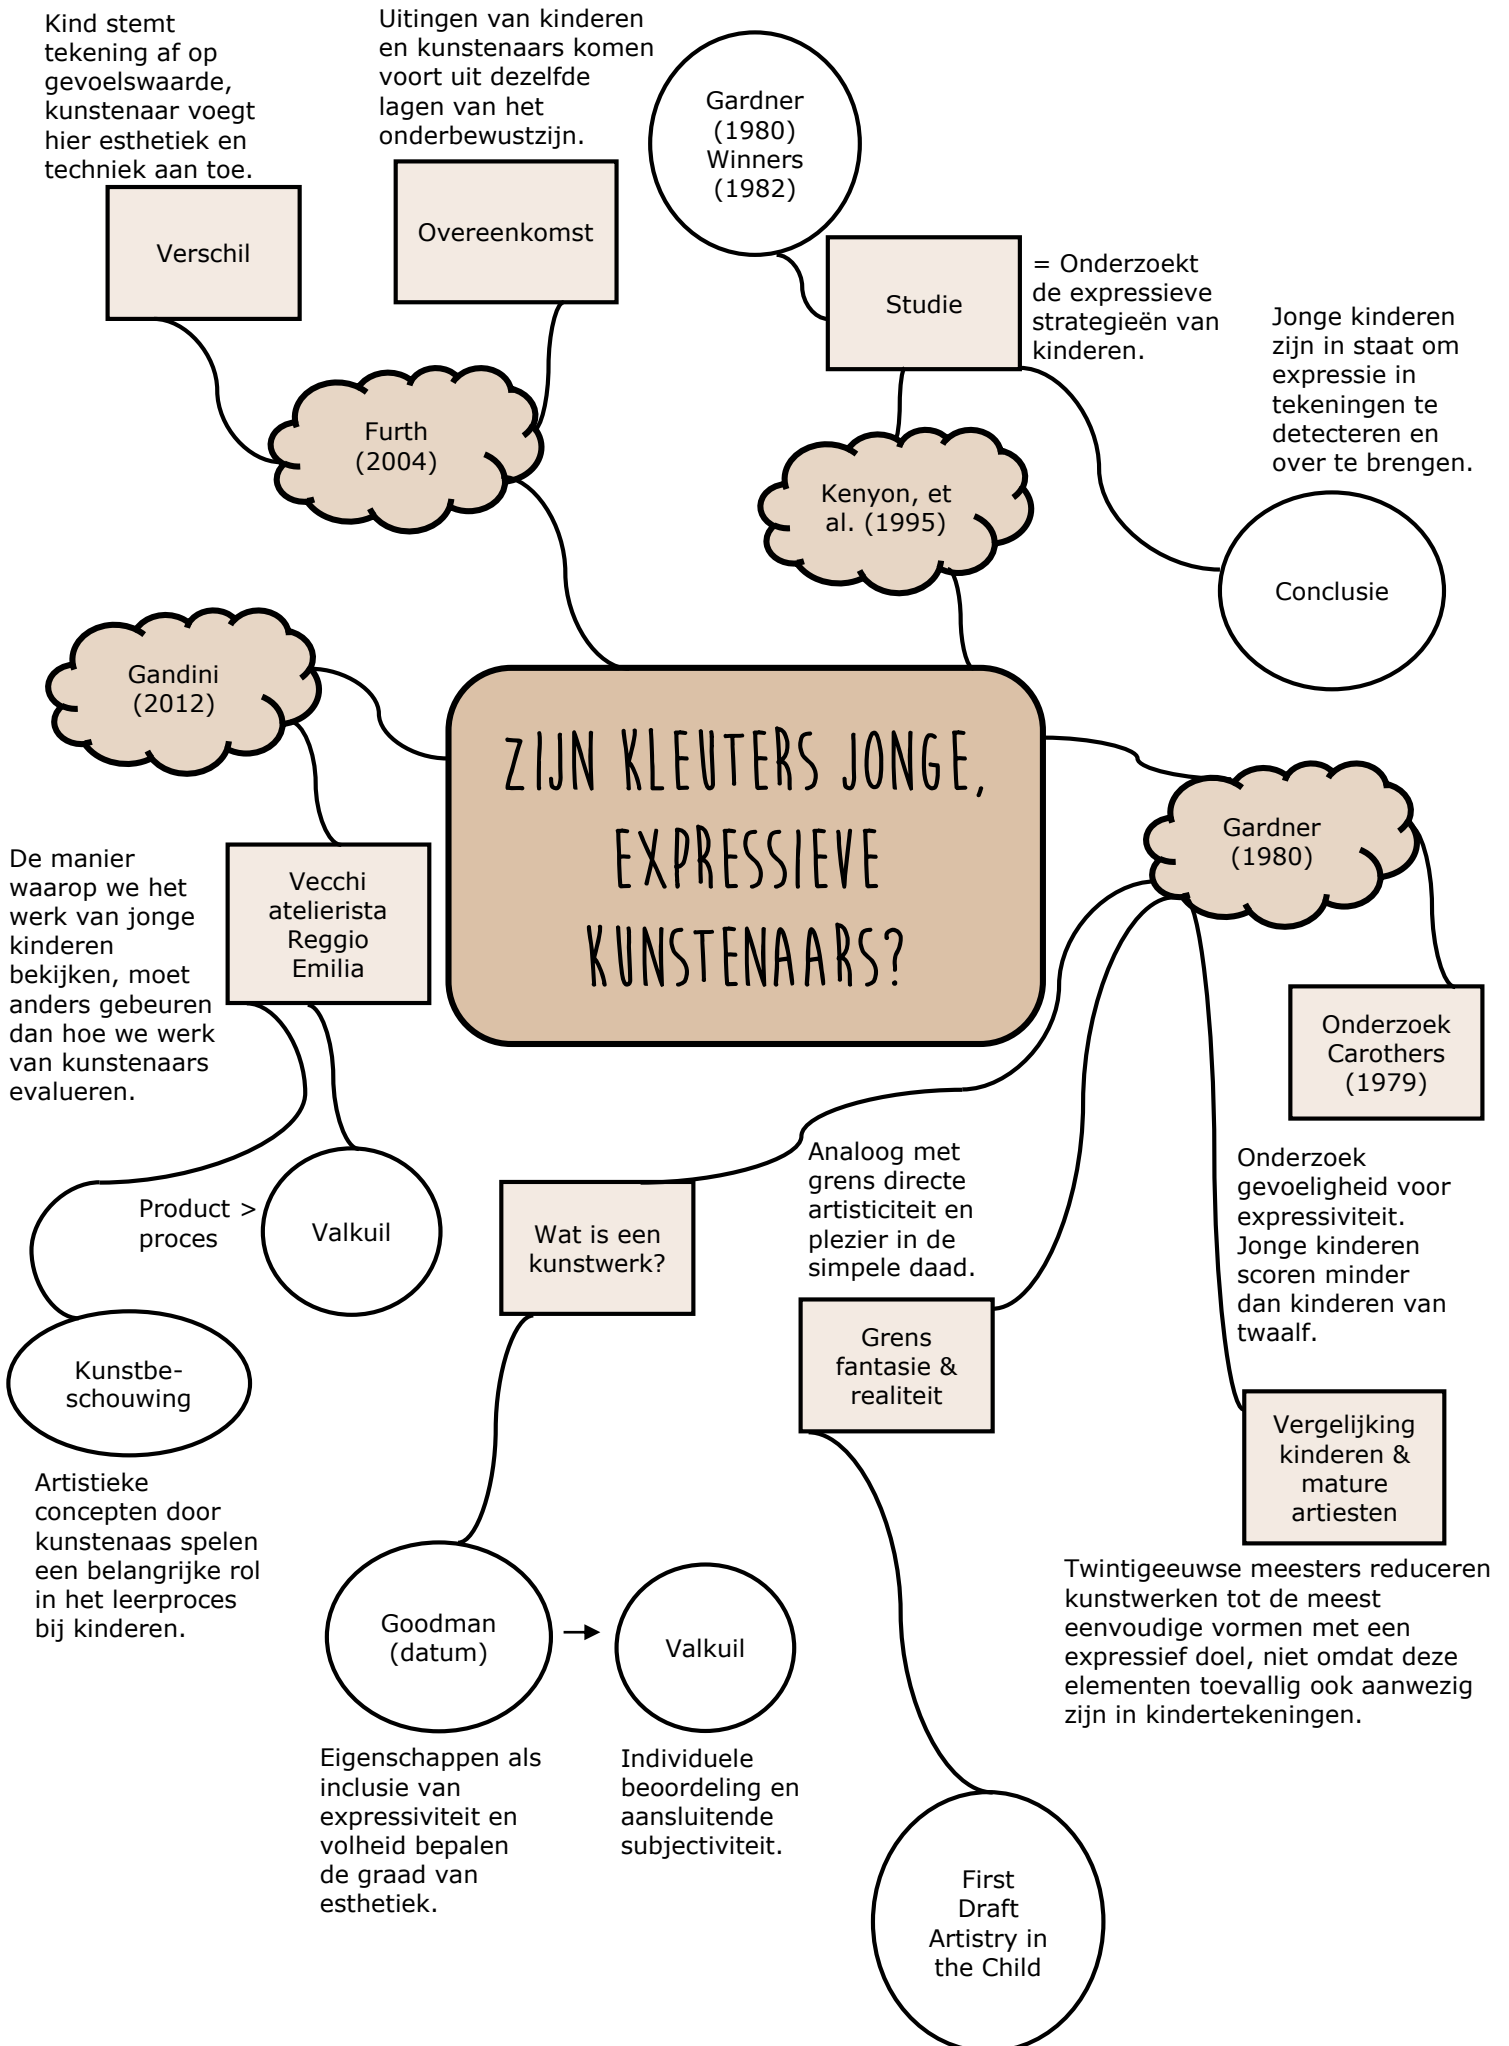 Kind stemt
tekening af op
gevoelswaarde,
kunstenaar voegt
hier esthetiek en
techniek aan toe.
Verschil
Uitingen van kinderen
en kunstenaars komen
voort uit dezelfde
lagen van het
onderbewustzijn.
Overeenkomst
Furth
(2004)
Gardner
(1980)
Winners
(1982)
Studie
= Onderzoekt
de expressieve
strategieën van
kinderen.
Kenyon, et
al. (1995)
Jonge kinderen
zijn in staat om
expressie in
tekeningen te
detecteren en
over te brengen.
Conclusie
Gandini
(2012)
ZIJN KLEUTERS JONGE,
EXPRESSIEVE
KUNSTENAARS?
Gardner
(1980)
De manier
waarop we het
werk van jonge
kinderen
bekijken, moet
anders gebeuren
dan hoe we werk
van kunstenaars
evalueren.
Vecchi
atelierista
Reggio
Emilia
Onderzoek
Carothers
(1979)
Onderzoek
gevoeligheid voor
expressiviteit.
Jonge kinderen
scoren minder
dan kinderen van
twaalf.
Product >
proces
Valkuil
Wat is een
kunstwerk?
Analoog met
grens directe
artisticiteit en
plezier in de
simpele daad.
Grens
fantasie &
realiteit
Kunstbe-
schouwing
Artistieke
concepten door
kunstenaas spelen
een belangrijke rol
in het leerproces
bij kinderen.
Vergelijking
kinderen &
mature
artiesten
Twintigeeuwse meesters reduceren
kunstwerken tot de meest
eenvoudige vormen met een
expressief doel, niet omdat deze
elementen toevallig ook aanwezig
zijn in kindertekeningen.
Goodman
(datum)
Valkuil
Eigenschappen als
inclusie van
expressiviteit en
volheid bepalen
de graad van
esthetiek.
Individuele
beoordeling en
aansluitende
subjectiviteit.
First
Draft
Artistry in
the Child